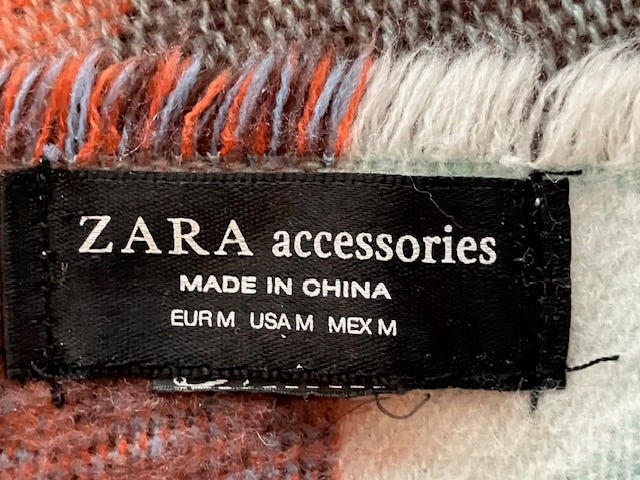 ZARA accessories
MADE IN CHINA
EUR M USA M MEX M